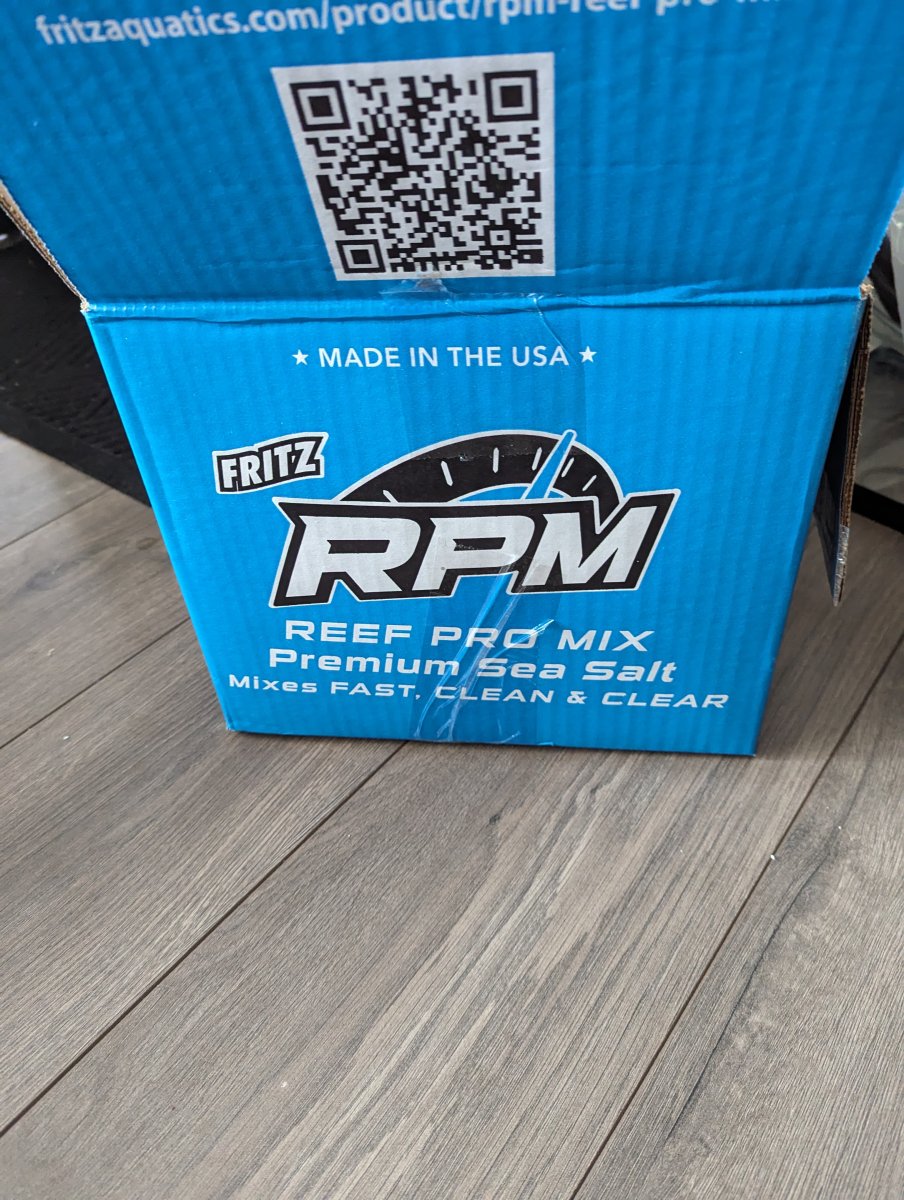 fritzaquatics.com/product/rpm-reef-pro
★ MADE IN THE USA ★
FRITZ
RPM
REEF PRO MIX
Premium Sea Salt
Mixes FAST, CLEAN & CLEAR